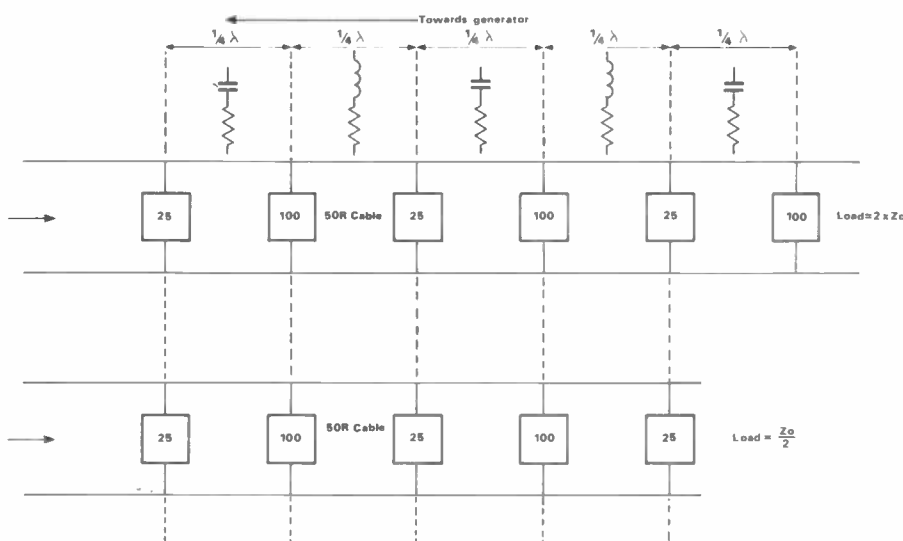 Towards generator
1/4 λ 1/4 λ 1/4 λ 1/4 λ 1/4 λ
25 100 50R Cable 25 100 25 100 Load=2 x Zo
25 100 50R Cable 25 100 25 Load = Zo/2